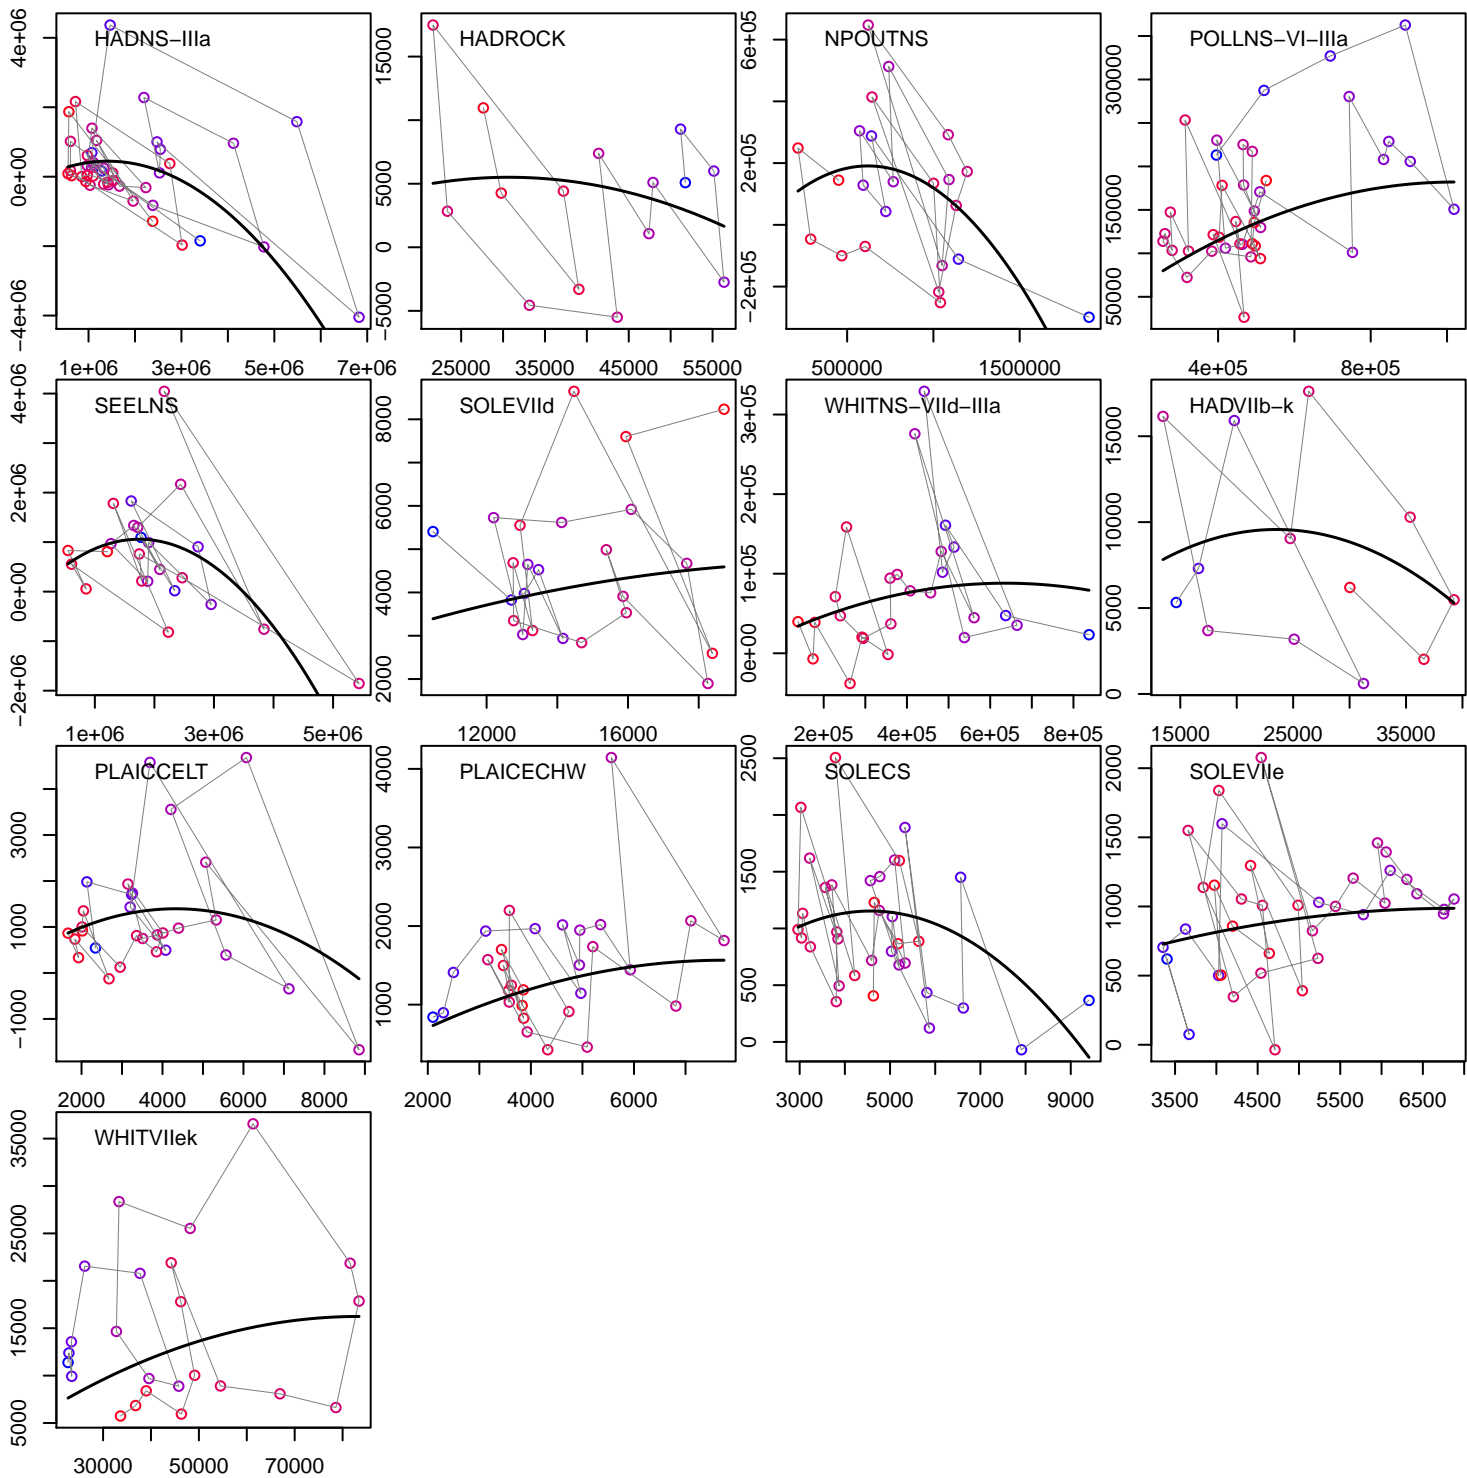 HADNS−IIIa
−4e+06 0e+00 4e+06
1e+06 3e+06 5e+06 7e+06
HADROCK
−5000 0 5000 15000
25000 35000 45000 55000
NPOUTNS
−2e+05 2e+05 6e+05
500000 1500000
POLLNS−VI−IIIa
50000 150000 300000
4e+05 8e+05
SEELNS
−2e+06 0e+00 2e+06 4e+06
1e+06 3e+06 5e+06
SOLEVIId
2000 4000 6000 8000
12000 16000
WHITNS−VIId−IIIa
0e+00 1e+05 2e+05 3e+05
2e+05 4e+05 6e+05 8e+05
HADVIIb−k
0 5000 10000 15000
15000 25000 35000
PLAICCELT
−1000 1000 3000
2000 4000 6000 8000
PLAICECHW
1000 2000 3000 4000
2000 4000 6000
SOLECS
0 500 1500 2500
3000 5000 7000 9000
SOLEVIIe
0 500 1000 1500 2000
3500 4500 5500 6500
WHITVIIek
5000 15000 25000 35000
30000 50000 70000